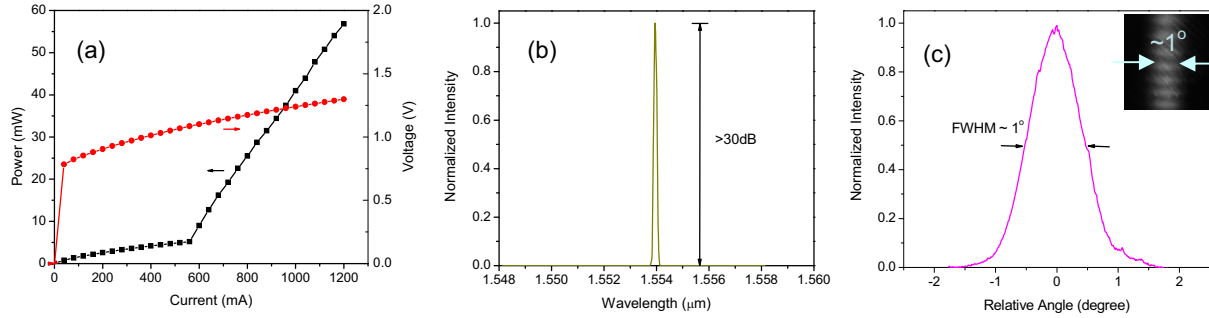 (a)
Power (mW)
60
50
40
30
20
10
0
2.0
1.5
1.0
0.5
0.0
Voltage (V)
0 200 400 600 800 1000 1200
Current (mA)
(b)
Normalized Intensity
1.0
0.8
0.6
0.4
0.2
0.0
>30dB
1.548 1.550 1.552 1.554 1.556 1.558 1.560
Wavelength (μm)
(c)
~1°
Normalized Intensity
1.0
0.8
0.6
0.4
0.2
0.0
FWHM ~ 1°
-2 -1 0 1 2
Relative Angle (degree)